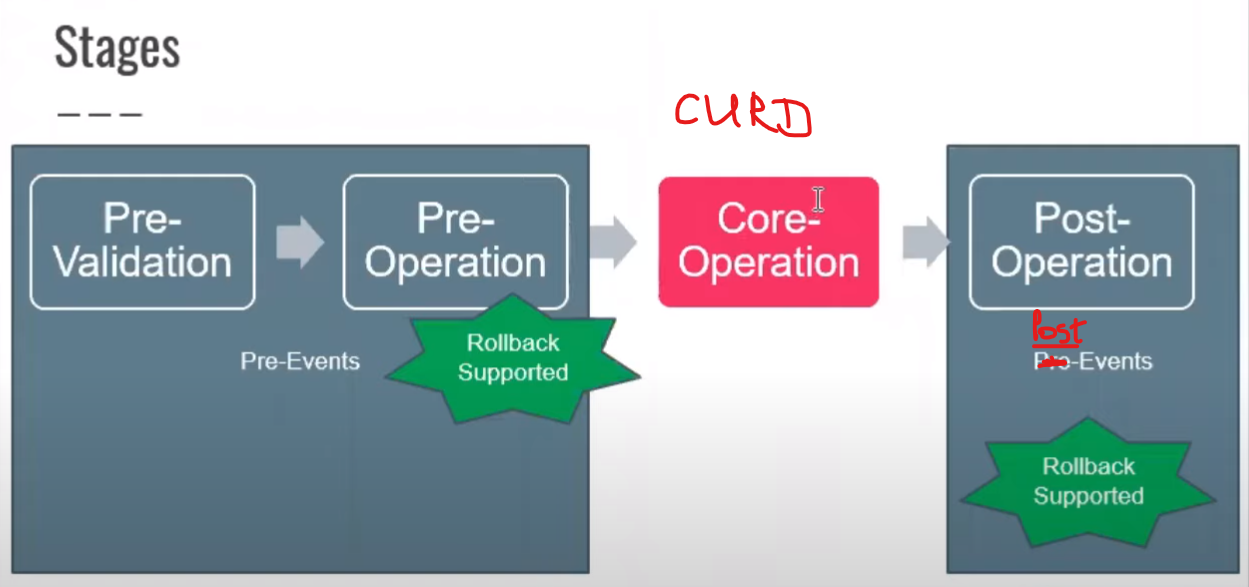 Stages
CURD
Pre-
Validation
Pre-
Operation
Core-
Operation
Post-
Operation
Rollback
Supported
Pre-Events
Post
Pre-Events
Rollback
Supported